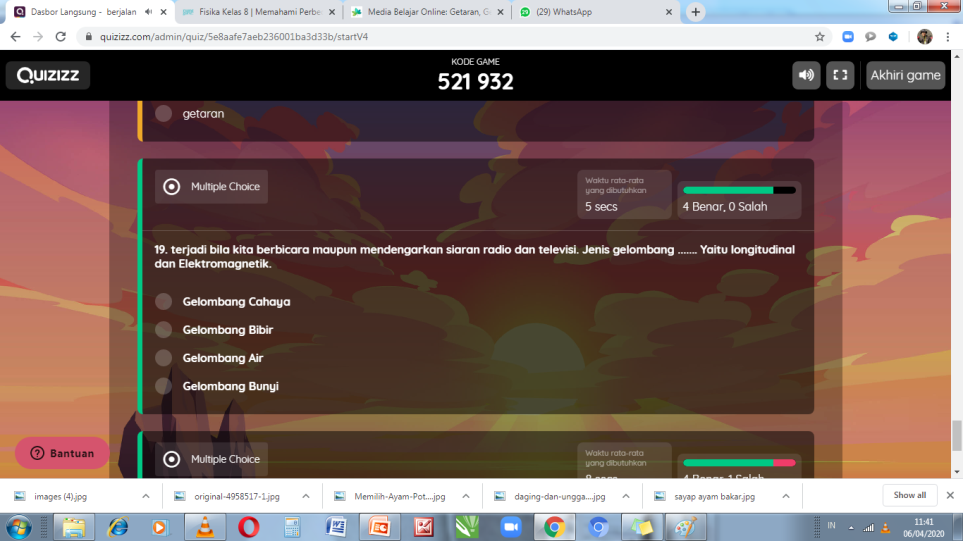 Dasbor Langsung - berjalan
Fisika Kelas 8 | Memahami Perbe
Media Belajar Online: Getaran, G
(29) WhatsApp
quizizz.com/admin/quiz/5e8aafe7aeb236001ba3d33b/startV4
QUIZIZZ
KODE GAME
521 932
Akhiri game
getaran
Multiple Choice
Waktu rata-rata
yang dibutuhkan
5 secs
4 Benar, 0 Salah
19. terjadi bila kita berbicara maupun mendengarkan siaran radio dan televisi. Jenis gelombang ....... Yaitu longitudinal
dan Elektromagnetik.
Gelombang Cahaya
Gelombang Bibir
Gelombang Air
Gelombang Bunyi
Bantuan
Multiple Choice
Waktu rata-rata
yang dibutuhkan
4 Benar, 1 Salah
images (4).jpg
original-4958517-1.jpg
Memilih-Ayam-Pot....jpg
daging-dan-ungga....jpg
sayap ayam bakar.jpg
Show all
IN
11:41
06/04/2020